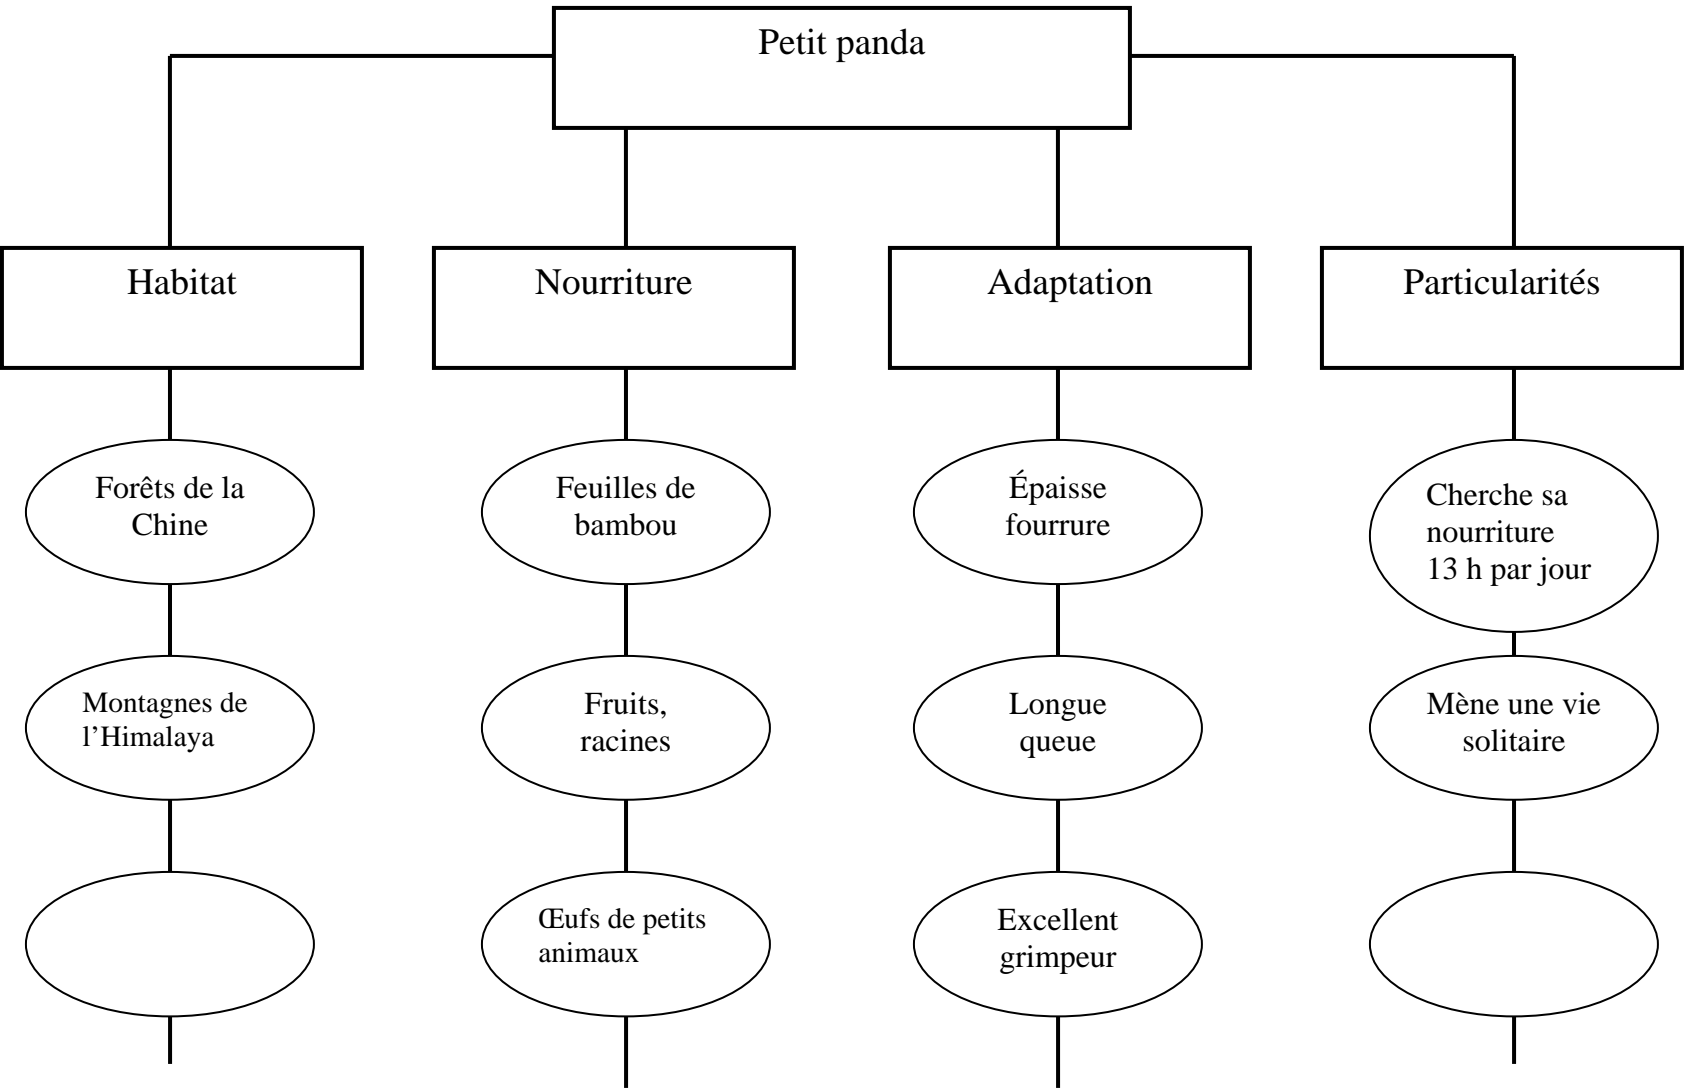 Petit panda
Habitat
Nourriture
Adaptation
Particularités
Forêts de la
Chine
Feuilles de
bambou
Épaisse
fourrure
Cherche sa
nourriture
13 h par jour
Montagnes de
l’Himalaya
Fruits,
racines
Longue
queue
Mène une vie
solitaire
Œufs de petits
animaux
Excellent
grimpeur